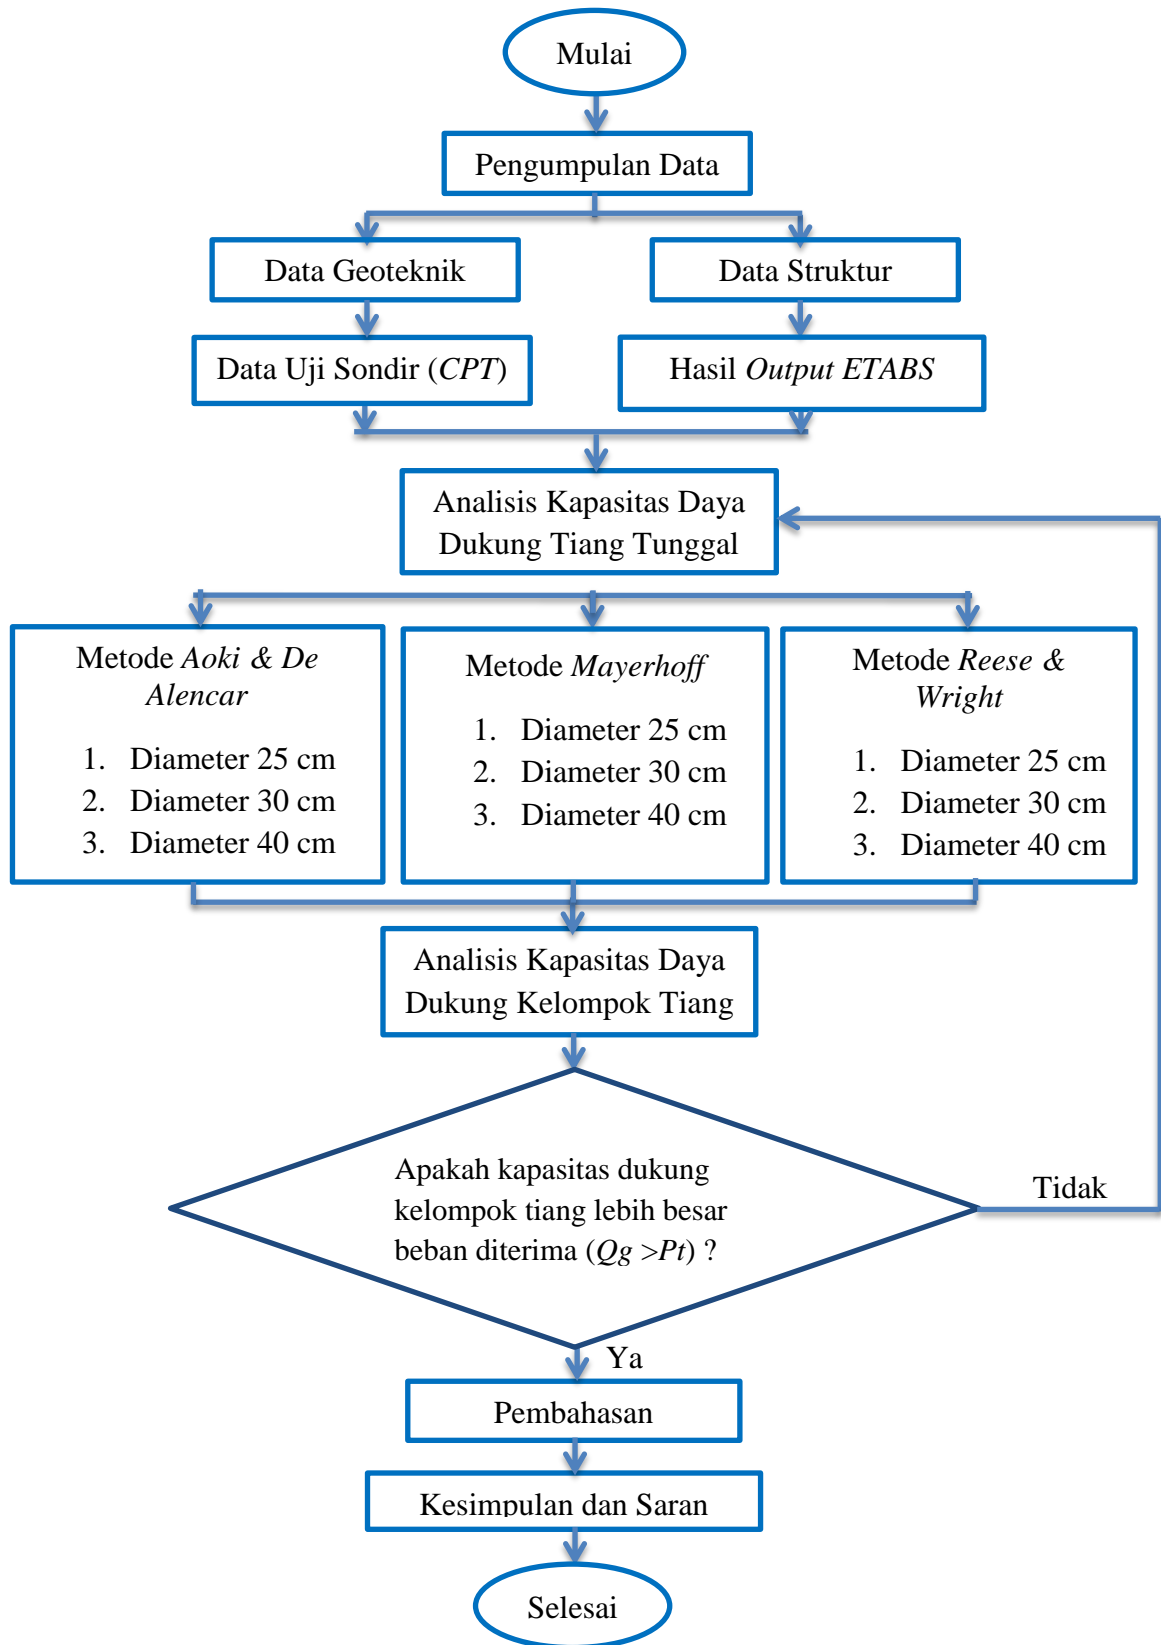 Mulai
Pengumpulan Data
Data Geoteknik
Data Struktur
Data Uji Sondir (CPT)
Hasil Output ETABS
Analisis Kapasitas Daya
Dukung Tiang Tunggal
Metode Aoki & De
Alencar
1. Diameter 25 cm
2. Diameter 30 cm
3. Diameter 40 cm
Metode Mayerhoff
1. Diameter 25 cm
2. Diameter 30 cm
3. Diameter 40 cm
Metode Reese &
Wright
1. Diameter 25 cm
2. Diameter 30 cm
3. Diameter 40 cm
Analisis Kapasitas Daya
Dukung Kelompok Tiang
Apakah kapasitas dukung
kelompok tiang lebih besar
beban diterima (Qg >Pt) ?
Tidak
Ya
Pembahasan
Kesimpulan dan Saran
Selesai